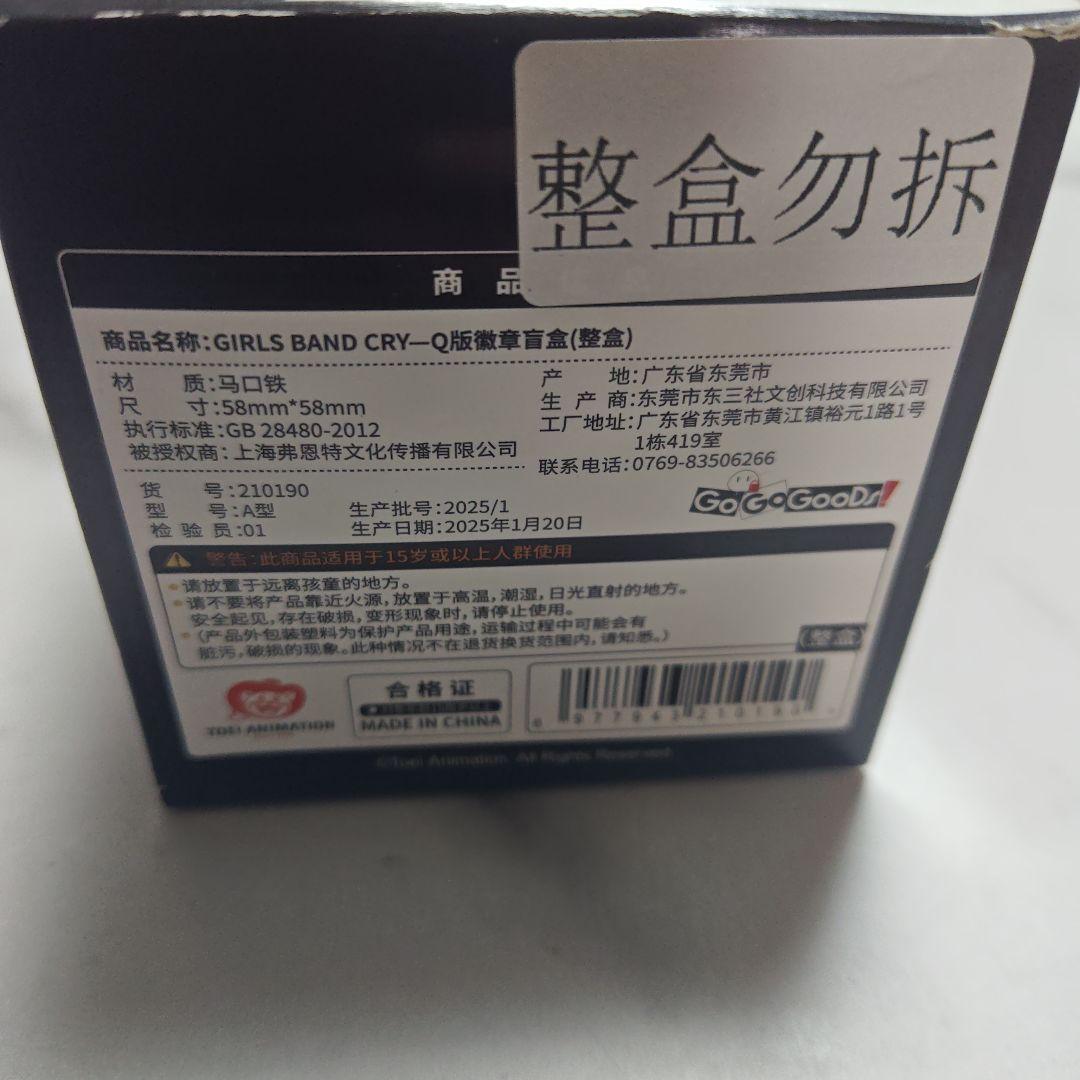 整盒勿拆
商 品
商品名称:GIRLS BAND CRY—Q版徽章盲盒(整盒)
材 质:马口铁
尺 寸:58mm*58mm
执行标准:GB 28480-2012
被授权商:上海弗恩特文化传播有限公司
产 地:广东省东莞市
生 产 商:东莞市东三社文创科技有限公司
工厂地址:广东省东莞市黄江镇裕元1路1号
1栋419室
联系电话:0769-83506266
货 号:210190
型 号:A型
检 验 员:01
生产批号:2025/1
生产日期:2025年1月20日
GoGoGooDs!
警告:此商品适用于15岁或以上人群使用
·请放置于远离孩童的地方。
·请不要将产品靠近火源,放置于高温,潮湿,日光直射的地方。
安全起见,存在破损,变形现象时,请停止使用。
·(产品外包装塑料为保护产品用途,运输过程中可能会有
脏污,破损的现象。此种情况不在退货换货范围内,请知悉。)
整盒
TOEI ANIMATION
合格证
MADE IN CHINA
6 977943 210190
©Toei Animation. All Rights Reserved.